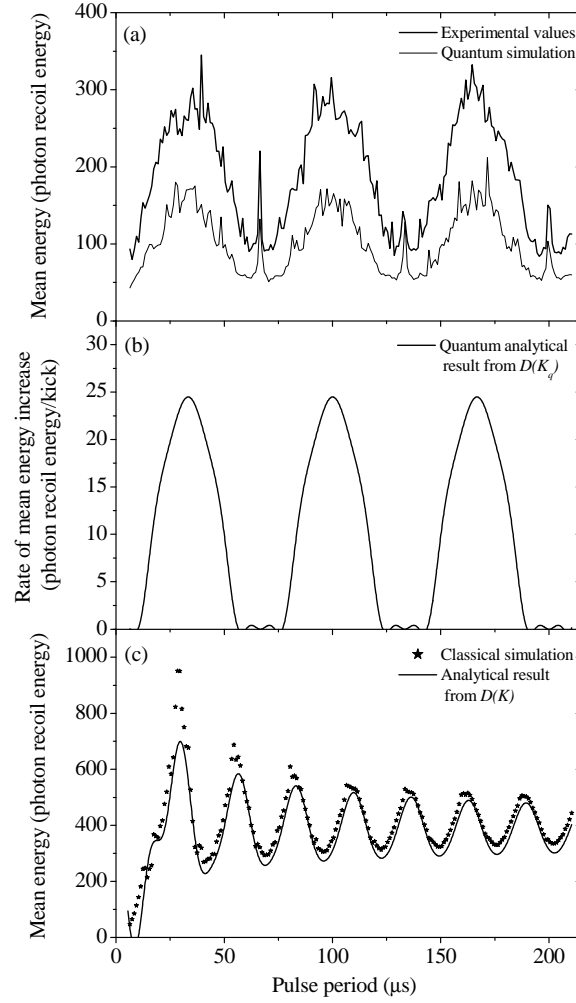 (a)
Experimental values
Quantum simulation
Mean energy (photon recoil energy)
400
300
200
100
0
(b)
Quantum analytical
result from D(K_q)
Rate of mean energy increase
(photon recoil energy/kick)
30
25
20
15
10
5
0
(c)
Classical simulation
Analytical result
from D(K)
Mean energy (photon recoil energy)
1000
800
600
400
200
0
0 50 100 150 200
Pulse period (μs)